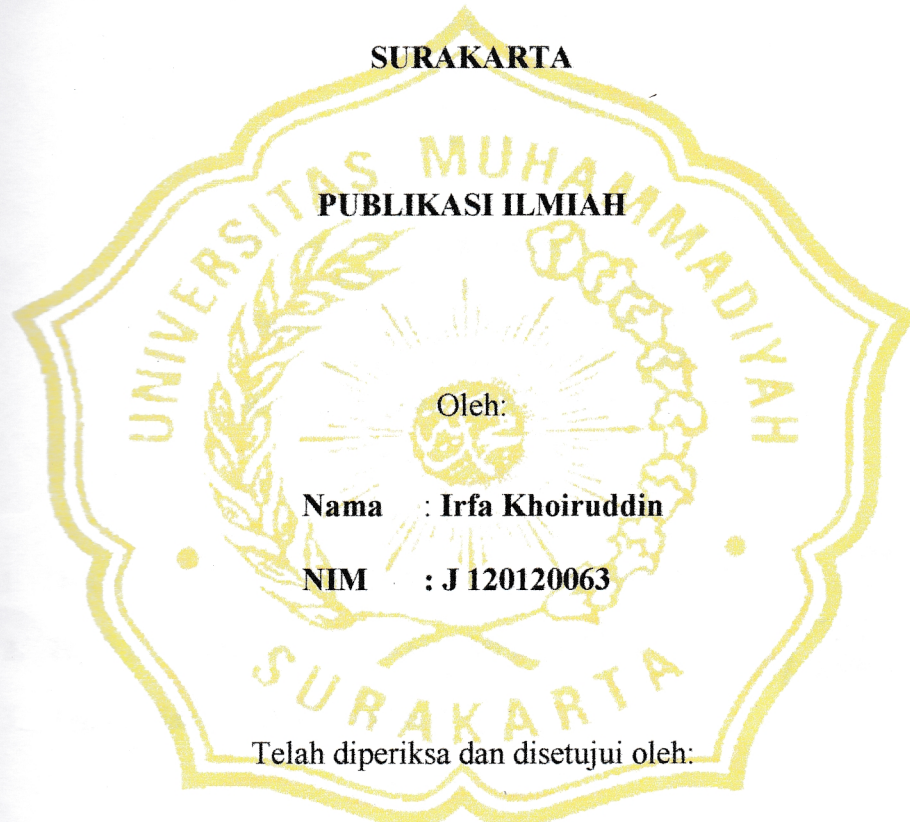 SURAKARTA
UNIVERSITAS MUHAMMADIYAH
PUBLIKASI ILMIAH
Oleh:
Nama : Irfa Khoiruddin
NIM : J 120120063
SURAKARTA
Telah diperiksa dan disetujui oleh: